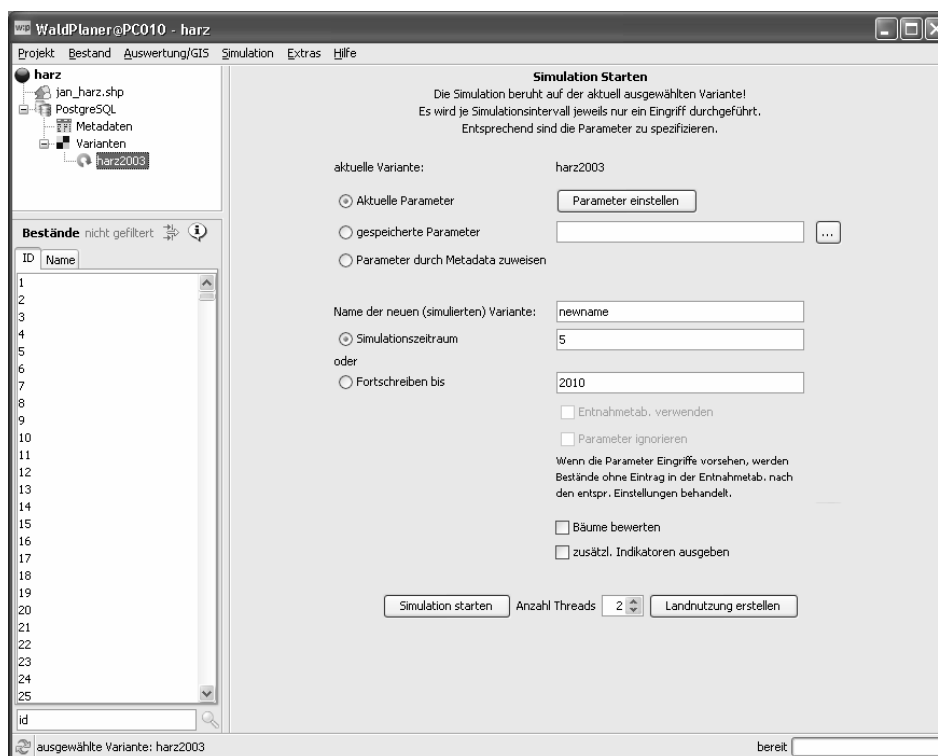 WaldPlaner@PC010 - harz
Projekt Bestand Auswertung/GIS Simulation Extras Hilfe
harz
jan_harz.shp
PostgreSQL
Metadaten
Varianten
harz2003
Bestände nicht gefiltert
ID Name
1
2
3
4
5
6
7
8
9
10
11
12
13
14
15
16
17
18
19
20
21
22
23
24
25
id
Simulation Starten
Die Simulation beruht auf der aktuell ausgewählten Variante!
Es wird je Simulationsintervall jeweils nur ein Eingriff durchgeführt.
Entsprechend sind die Parameter zu spezifizieren.
aktuelle Variante: harz2003
Aktuelle Parameter Parameter einstellen
gespeicherte Parameter ...
Parameter durch Metadata zuweisen
Name der neuen (simulierten) Variante: newname
Simulationszeitraum 5
oder
Fortschreiben bis 2010
Entnahmetab. verwenden
Parameter ignorieren
Wenn die Parameter Eingriffe vorsehen, werden
Bestände ohne Eintrag in der Entnahmetab. nach
den entspr. Einstellungen behandelt.
Bäume bewerten
zusätzl. Indikatoren ausgeben
Simulation starten Anzahl Threads 2 Landnutzung erstellen
ausgewählte Variante: harz2003 bereit